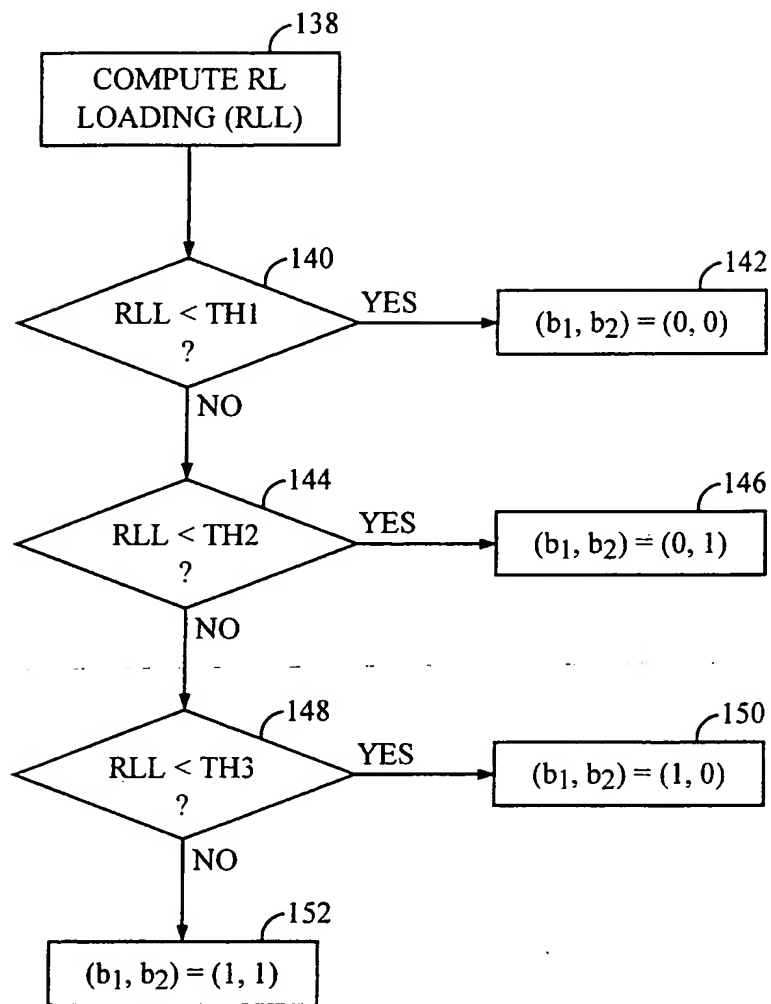 138
COMPUTE RL
LOADING (RLL)
140
RLL < TH1
?
YES
142
(b₁, b₂) = (0, 0)
NO
144
RLL < TH2
?
YES
146
(b₁, b₂) = (0, 1)
NO
148
RLL < TH3
?
YES
150
(b₁, b₂) = (1, 0)
NO
152
(b₁, b₂) = (1, 1)